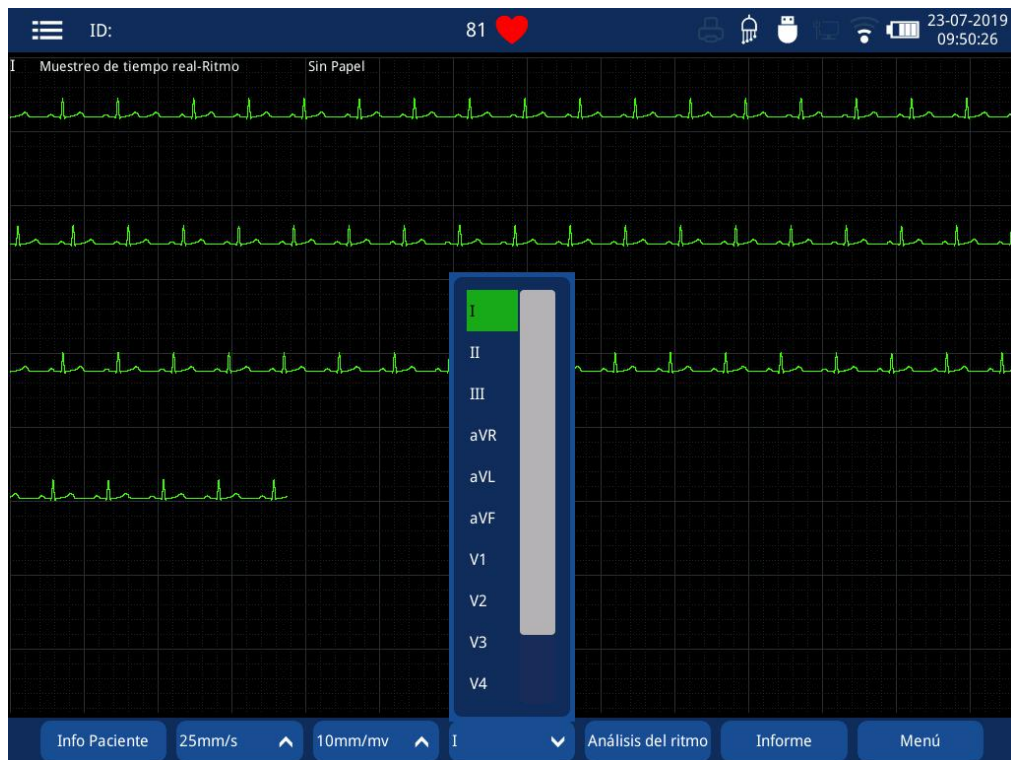 ID:
81
23-07-2019
09:50:26
I Muestreo de tiempo real-Ritmo Sin Papel
I
II
III
aVR
aVL
aVF
V1
V2
V3
V4
Info Paciente 25mm/s 10mm/mv I Análisis del ritmo Informe Menú